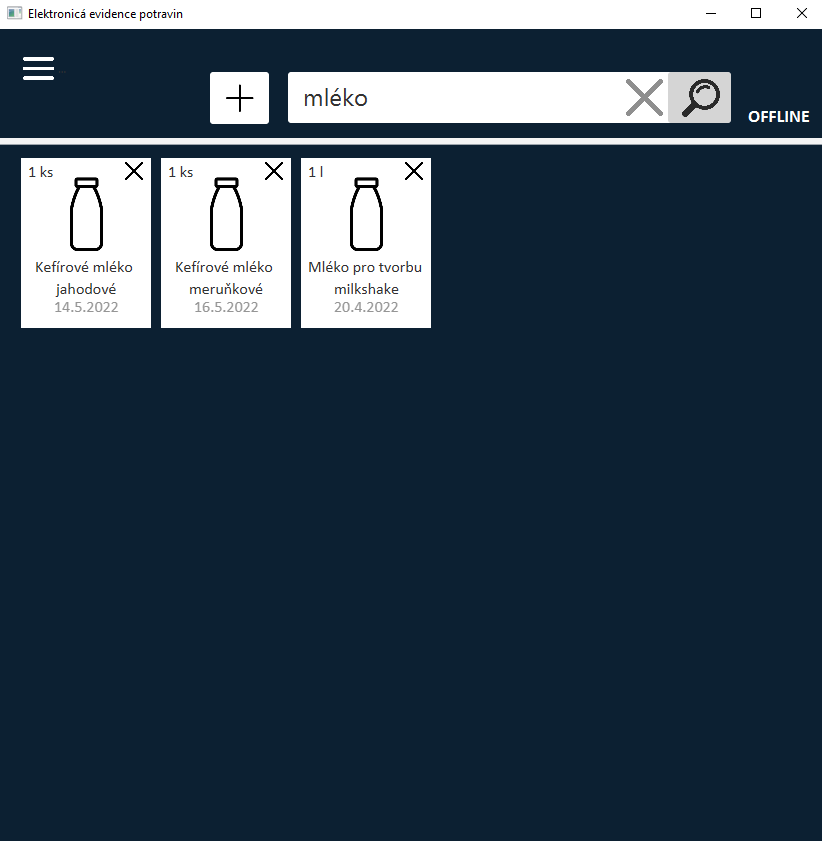 Elektronicá evidence potravin
mléko
OFFLINE
1 ks
Kefírové mléko
jahodové
14.5.2022
1 ks
Kefírové mléko
meruňkové
16.5.2022
1 l
Mléko pro tvorbu
milkshake
20.4.2022